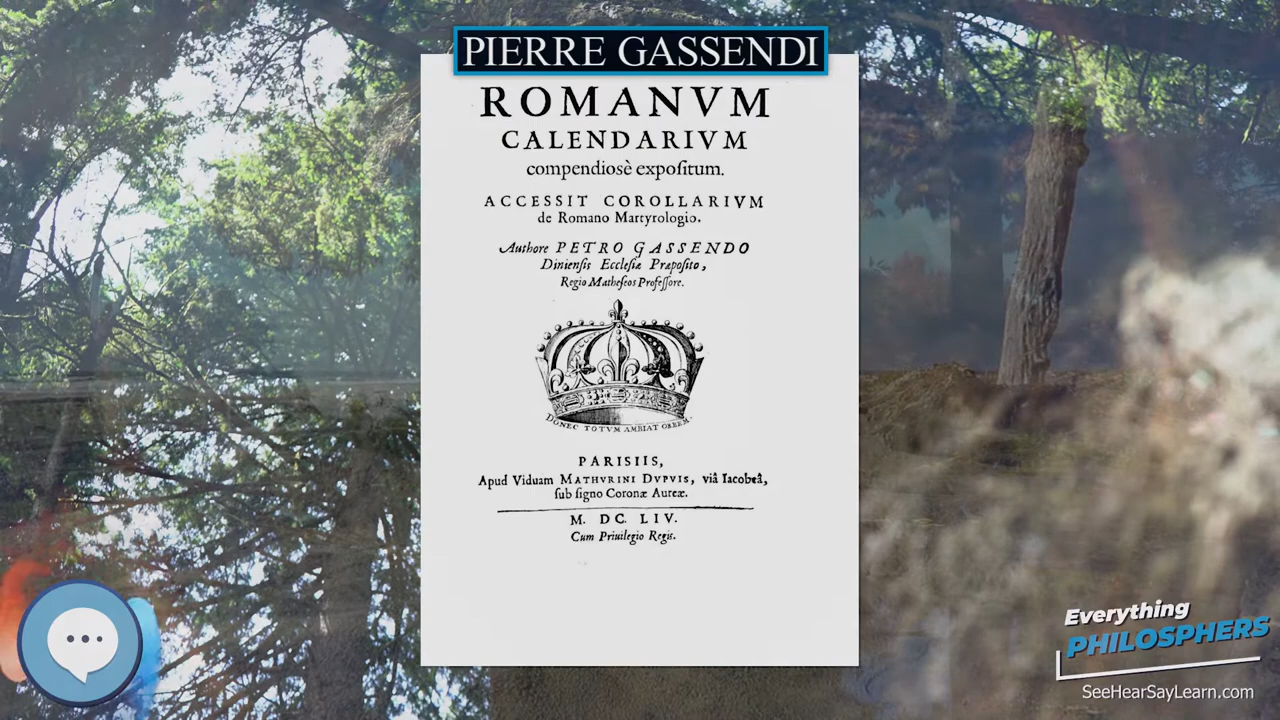 PIERRE GASSENDI
ROMANVM
CALENDARIVM
compendiosè expoſitum.
ACCESSIT COROLLARIVM
de Romano Martyrologio.
Authore PETRO GASSENDO
Dinienſis Eccleſiæ Præpoſito,
Regio Matheſeos Profeſſore.
DONEC TOTVM AMBIAT ORBEM
PARISIIS,
Apud Viduam MATHVRINI DVPVIS, viâ Iacobæâ,
ſub ſigno Coronæ Aureæ.
M. DC. LIV.
Cum Priuilegio Regis.
Everything
PHILOSPHERS
SeeHearSayLearn.com